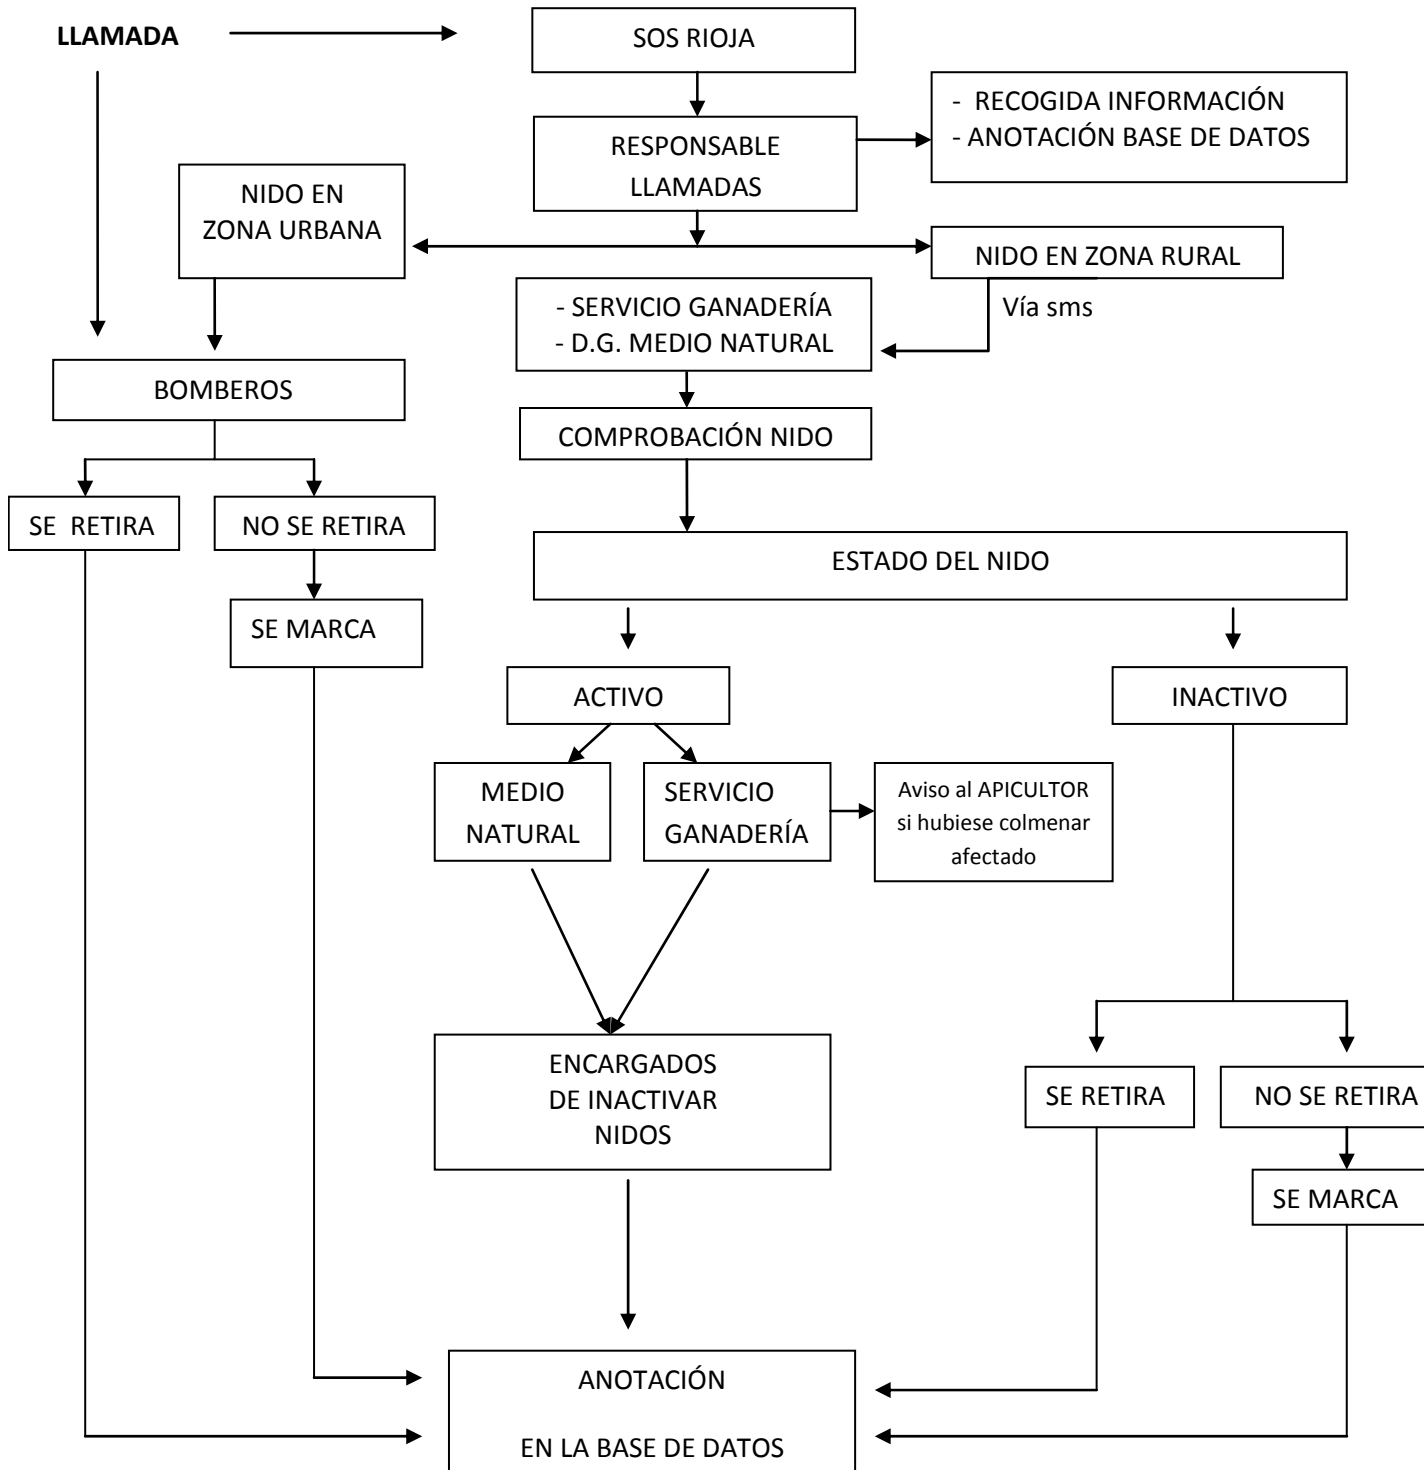 LLAMADA
SOS RIOJA
- RECOGIDA INFORMACIÓN
- ANOTACIÓN BASE DE DATOS
RESPONSABLE
LLAMADAS
NIDO EN
ZONA URBANA
NIDO EN ZONA RURAL
Vía sms
- SERVICIO GANADERÍA
- D.G. MEDIO NATURAL
BOMBEROS
COMPROBACIÓN NIDO
SE RETIRA
NO SE RETIRA
ESTADO DEL NIDO
SE MARCA
ACTIVO
INACTIVO
MEDIO
NATURAL
SERVICIO
GANADERÍA
Aviso al APICULTOR
si hubiese colmenar
afectado
ENCARGADOS
DE INACTIVAR
NIDOS
SE RETIRA
NO SE RETIRA
SE MARCA
ANOTACIÓN
EN LA BASE DE DATOS